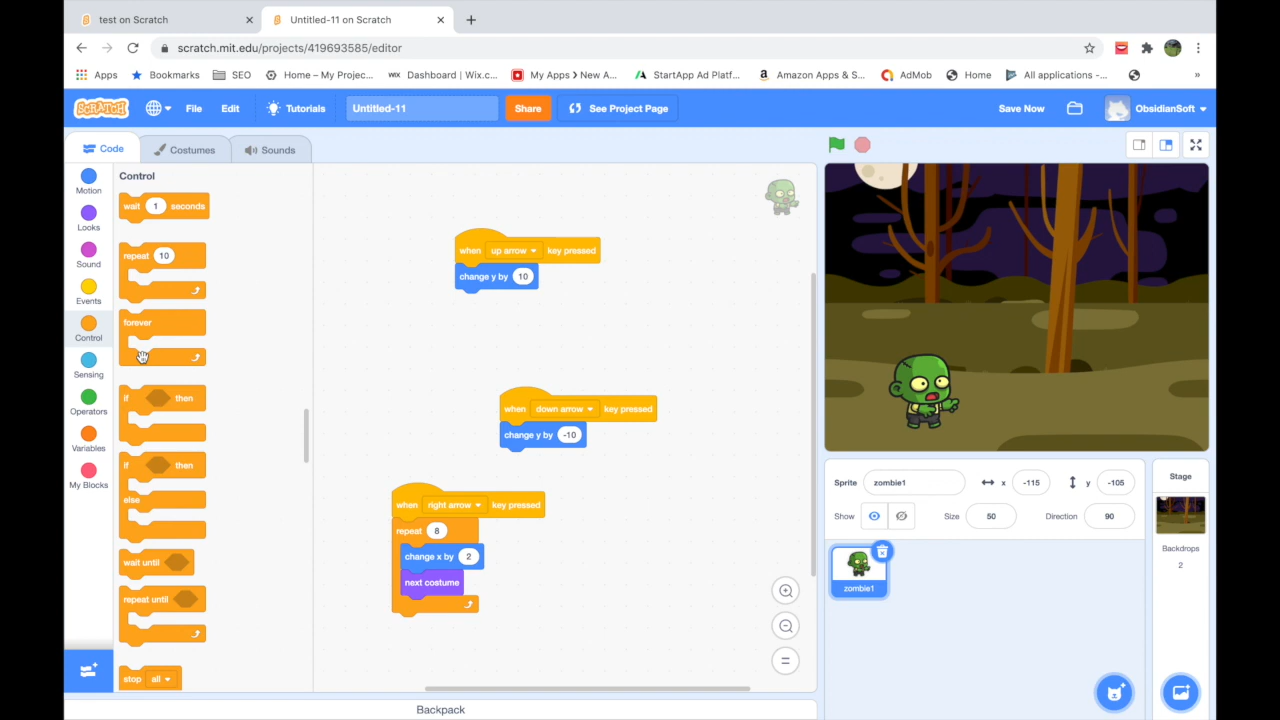 test on Scratch
Untitled-11 on Scratch
scratch.mit.edu/projects/419693585/editor
Apps Bookmarks SEO Home – My Projec... WIX Dashboard | Wix.c... My Apps > New A... StartApp Ad Platf... Amazon Apps & S... AdMob Home All applications -... »
SCRATCH File Edit Tutorials Untitled-11 Share See Project Page Save Now ObsidianSoft
Code Costumes Sounds
Motion
Looks
Sound
Events
Control
Sensing
Operators
Variables
My Blocks
Control
wait 1 seconds
repeat 10
forever
if then
if then
else
wait until
repeat until
stop all
when up arrow key pressed
change y by 10
when down arrow key pressed
change y by -10
when right arrow key pressed
repeat 8
change x by 2
next costume
Backpack
Sprite zombie1 x -115 y -105
Show Size 50 Direction 90
zombie1
Stage
Backdrops
2